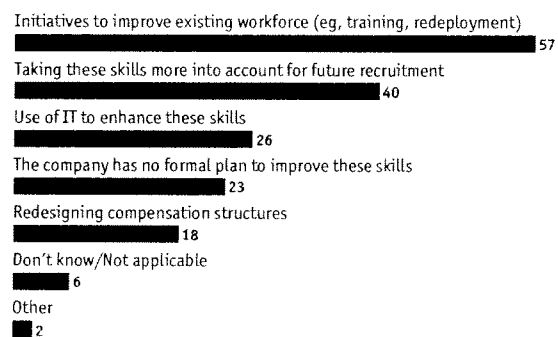 Initiatives to improve existing workforce (eg, training, redeployment)
57
Taking these skills more into account for future recruitment
40
Use of IT to enhance these skills
26
The company has no formal plan to improve these skills
23
Redesigning compensation structures
18
Don't know/Not applicable
6
Other
2